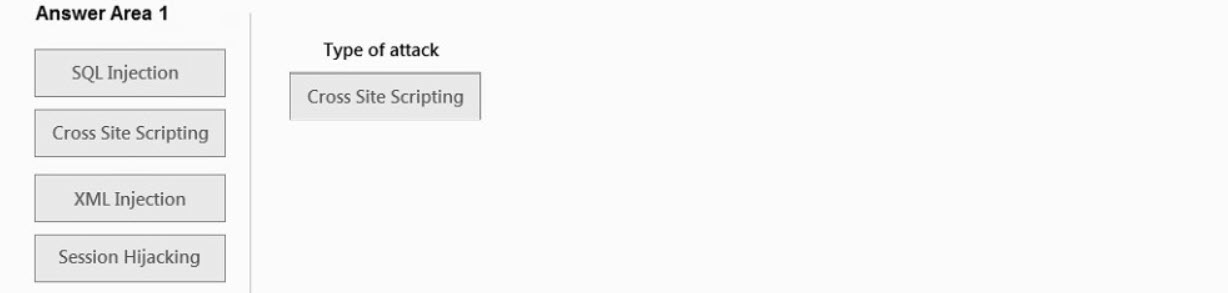 Answer Area 1
SQL Injection
Cross Site Scripting
XML Injection
Session Hijacking
Type of attack
Cross Site Scripting